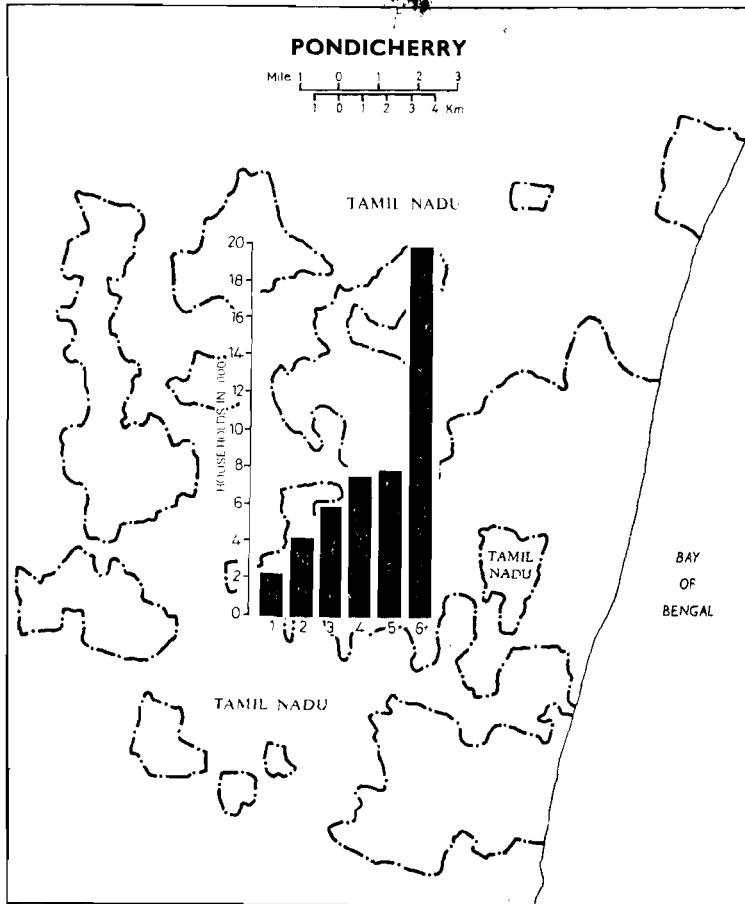 PONDICHERRY
Mile 1 0 1 2 3
1 0 1 2 3 4 Km
TAMIL NADU
20
18
16
14
12
10
8
6
4
2
0
HOUSEHOLDS IN
1 2 3 4 5 6
TAMIL
NADU
BAY
OF
BENGAL
TAMIL NADU